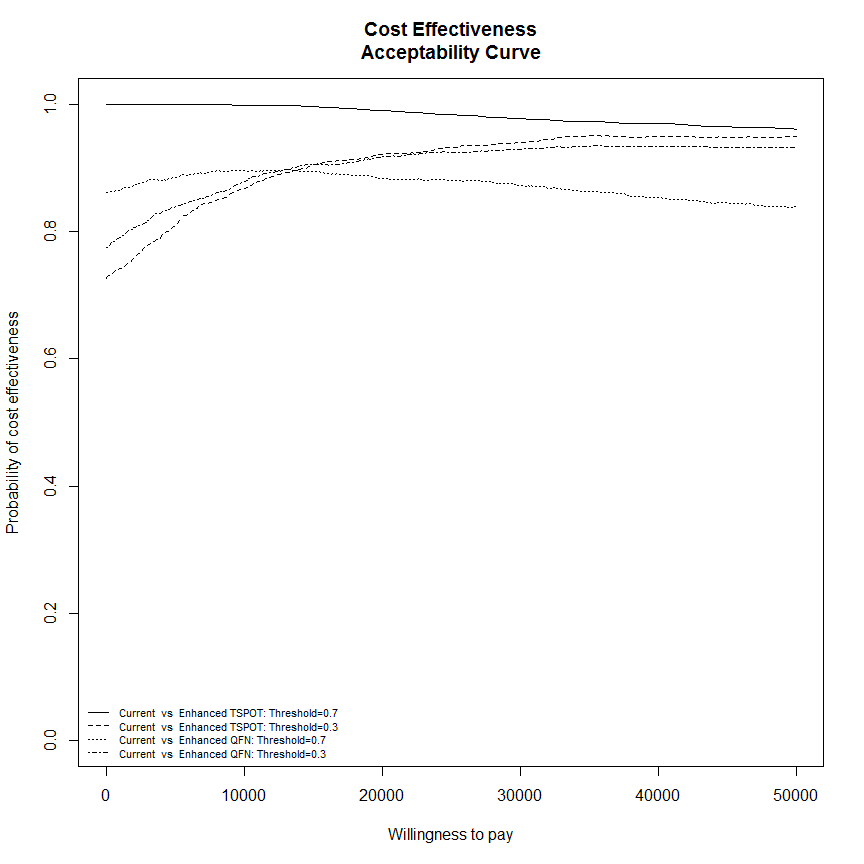 Cost Effectiveness
Acceptability Curve
Probability of cost effectiveness
1.0
0.8
0.6
0.4
0.2
0.0
Current vs Enhanced TSPOT: Threshold=0.7
Current vs Enhanced TSPOT: Threshold=0.3
Current vs Enhanced QFN: Threshold=0.7
Current vs Enhanced QFN: Threshold=0.3
0 10000 20000 30000 40000 50000
Willingness to pay